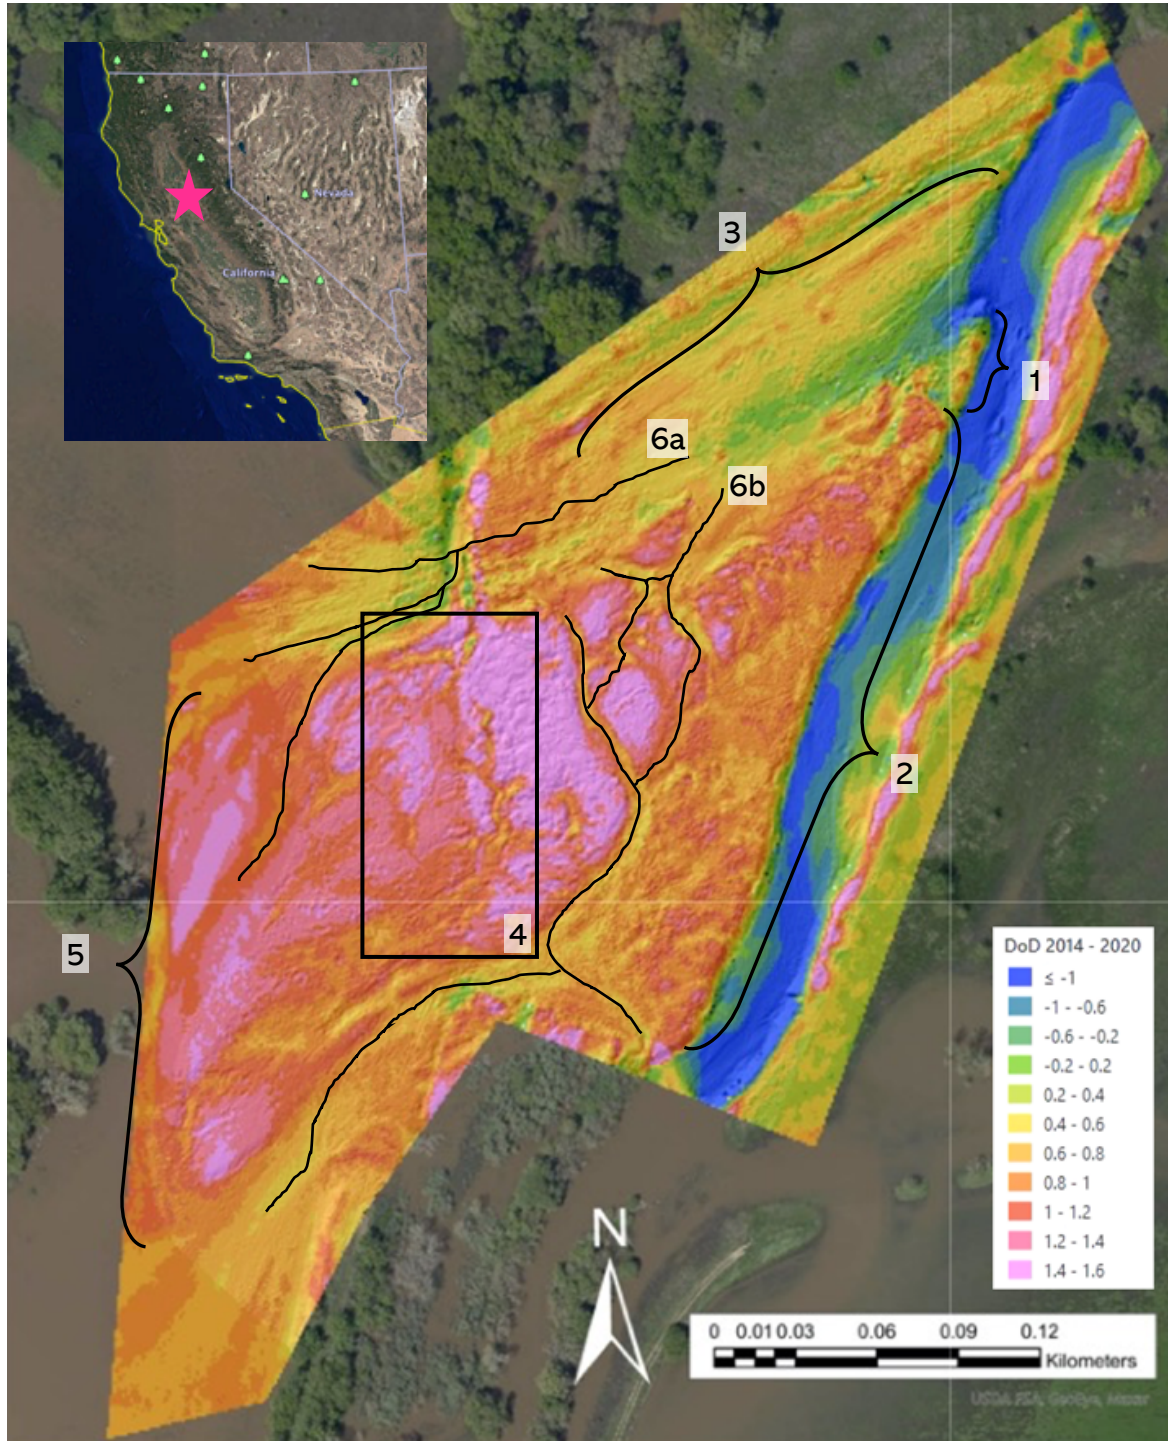 Nevada
California
3
1
6a
6b
2
4
5
DoD 2014 - 2020
≤ -1
-1 - -0.6
-0.6 - -0.2
-0.2 - 0.2
0.2 - 0.4
0.4 - 0.6
0.6 - 0.8
0.8 - 1
1 - 1.2
1.2 - 1.4
1.4 - 1.6
N
0 0.01 0.03 0.06 0.09 0.12
Kilometers
USDA FSA, GeoEye, Maxar